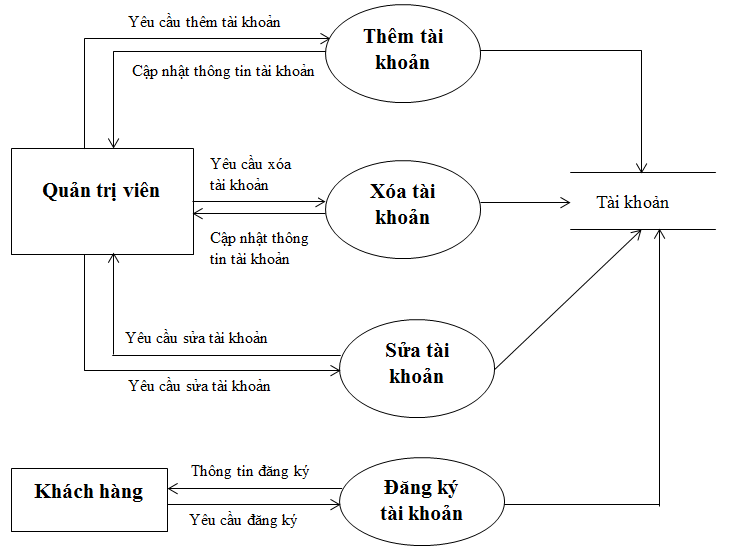 Yêu cầu thêm tài khoản
Thêm tài
khoản
Cập nhật thông tin tài khoản
Quản trị viên
Yêu cầu xóa
tài khoản
Xóa tài
khoản
Tài khoản
Cập nhật thông
tin tài khoản
Yêu cầu sửa tài khoản
Sửa tài
khoản
Yêu cầu sửa tài khoản
Khách hàng
Thông tin đăng ký
Đăng ký
tài khoản
Yêu cầu đăng ký